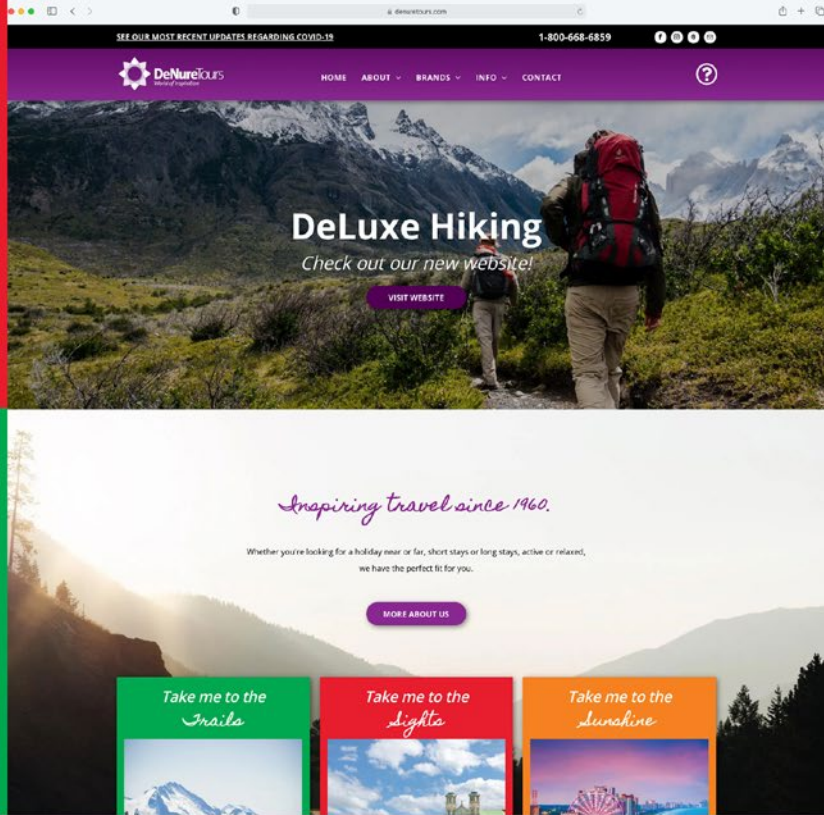 denuretours.com
SEE OUR MOST RECENT UPDATES REGARDING COVID-19
1-800-668-6859
DeNureTours
World of Inspiration
HOME ABOUT BRANDS INFO CONTACT
?
DeLuxe Hiking
Check out our new website!
VISIT WEBSITE
Inspiring travel since 1960.
Whether you're looking for a holiday near or far, short stays or long stays, active or relaxed,
we have the perfect fit for you.
MORE ABOUT US
Take me to the
Trails
Take me to the
Sights
Take me to the
Sunshine